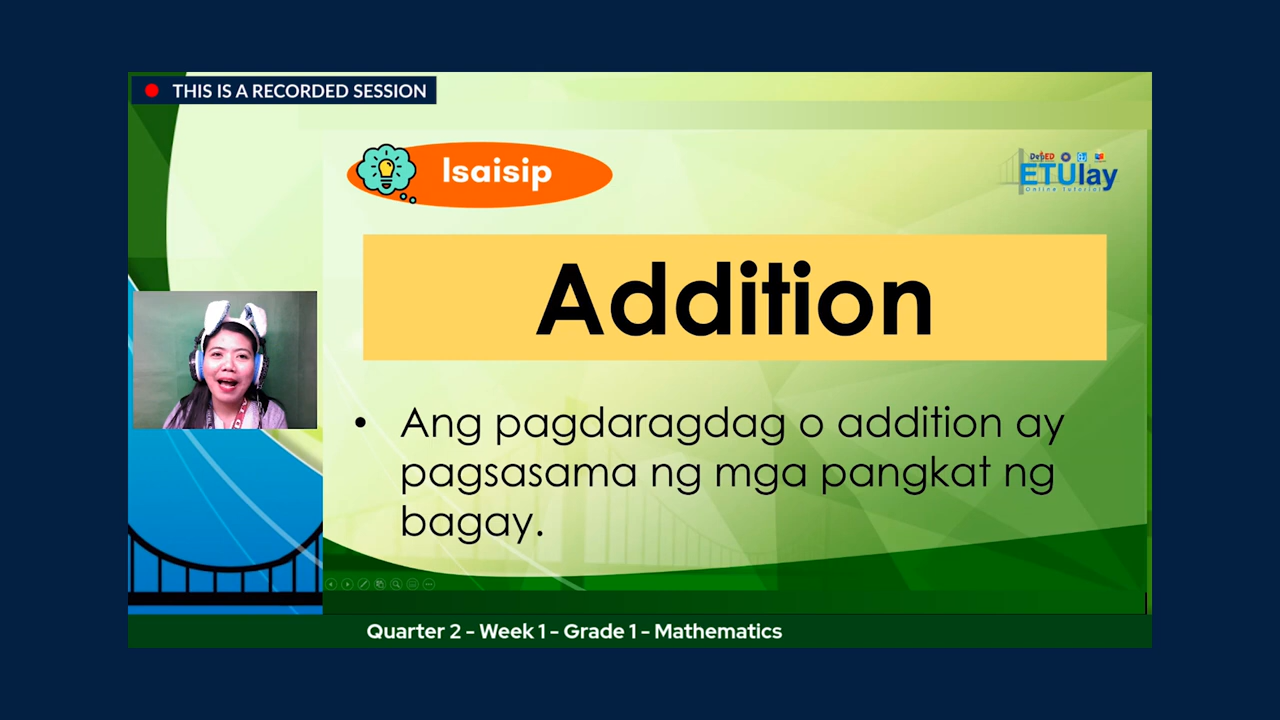 THIS IS A RECORDED SESSION
Isaisip
DepED
ETUlay
Online Tutorial
Addition
• Ang pagdaragdag o addition ay
pagsasama ng mga pangkat ng
bagay.
Quarter 2 - Week 1 - Grade 1 - Mathematics